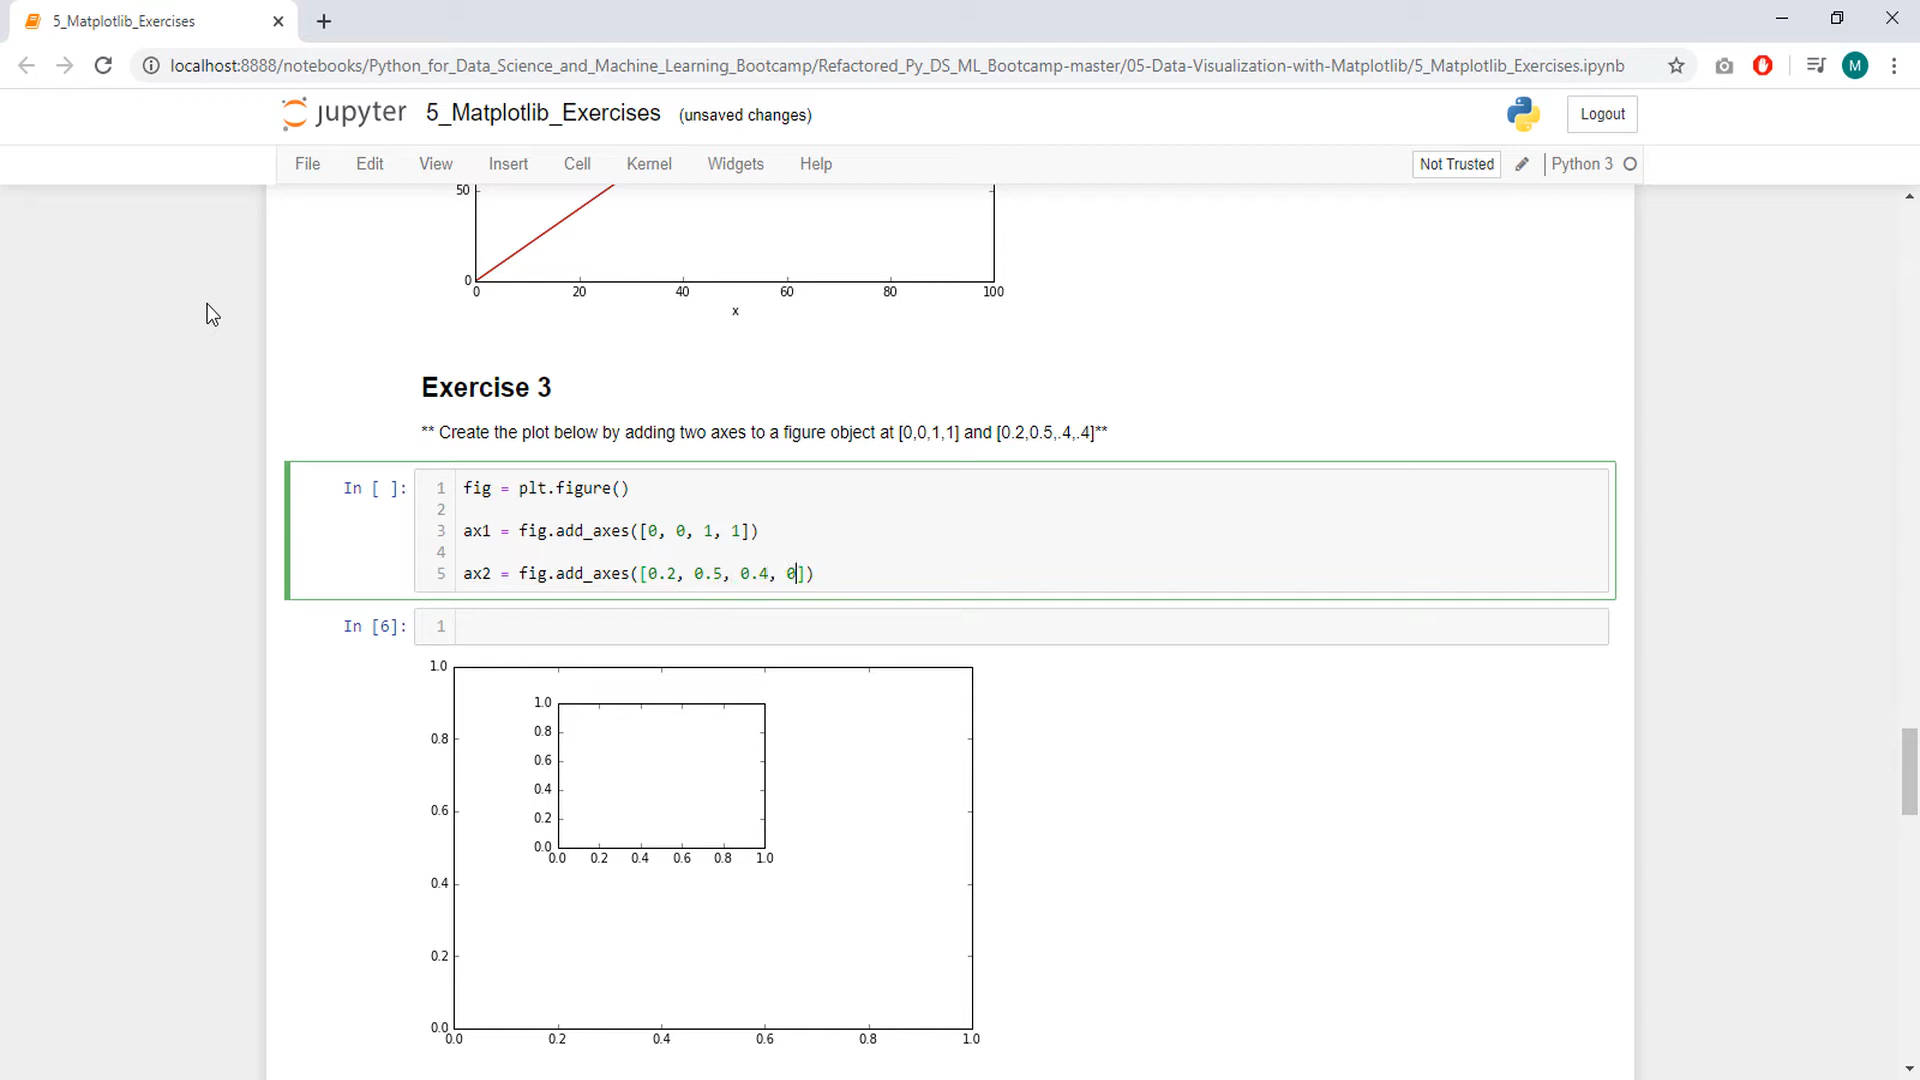 5_Matplotlib_Exercises
localhost:8888/notebooks/Python_for_Data_Science_and_Machine_Learning_Bootcamp/Refactored_Py_DS_ML_Bootcamp-master/05-Data-Visualization-with-Matplotlib/5_Matplotlib_Exercises.ipynb
M
jupyter 5_Matplotlib_Exercises (unsaved changes)
Logout
File Edit View Insert Cell Kernel Widgets Help
Not Trusted Python 3
50
0
0 20 40 60 80 100
x
Exercise 3
** Create the plot below by adding two axes to a figure object at [0,0,1,1] and [0.2,0.5,.4,.4]**
In [ ]: 1 fig = plt.figure()
2
3 ax1 = fig.add_axes([0, 0, 1, 1])
4
5 ax2 = fig.add_axes([0.2, 0.5, 0.4, 0])
In [6]: 1
1.0
1.0
0.8
0.8
0.6
0.4
0.6
0.2
0.0
0.0 0.2 0.4 0.6 0.8 1.0
0.4
0.2
0.0
0.0 0.2 0.4 0.6 0.8 1.0